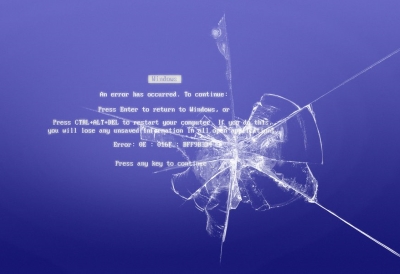 Windows
An error has occurred. To continue:
Press Enter to return to Windows, or
Press CTRL+ALT+DEL to restart your computer. If you do this,
you will lose any unsaved information in all open applications.
Error: 0E : 016F :
Press any key to continue